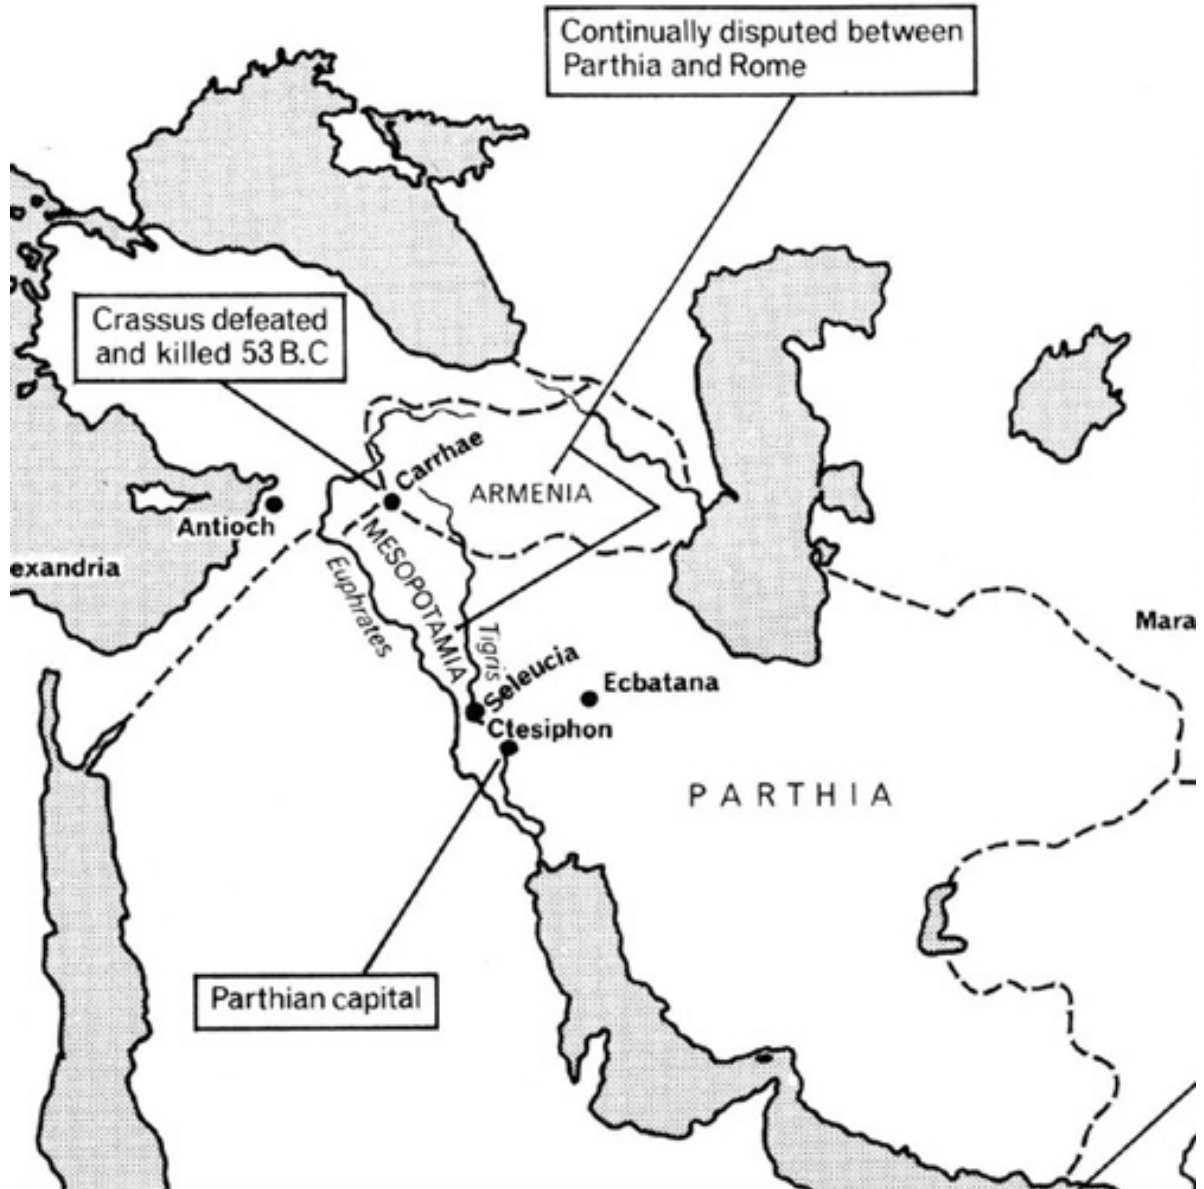 Continually disputed between
Parthia and Rome
Crassus defeated
and killed 53 B.C
Carrhae
ARMENIA
Antioch
MESOPOTAMIA
exandria
Euphrates
Tigris
Mara
Seleucia
Ecbatana
Ctesiphon
PARTHIA
Parthian capital